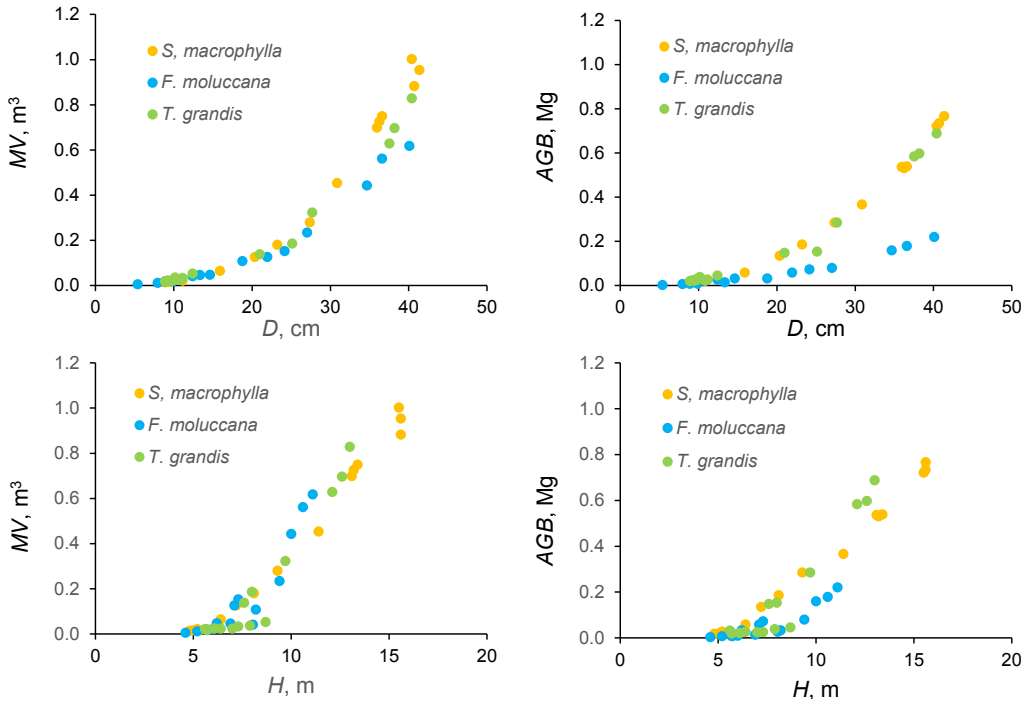 1.2
1.0
0.8
0.6
0.4
0.2
0.0
MV, m³
S, macrophylla
F. moluccana
T. grandis
0 10 20 30 40 50
D, cm
1.2
1.0
0.8
0.6
0.4
0.2
0.0
AGB, Mg
S, macrophylla
F. moluccana
T. grandis
0 10 20 30 40 50
D, cm
1.2
1.0
0.8
0.6
0.4
0.2
0.0
MV, m³
S, macrophylla
F. moluccana
T. grandis
0 5 10 15 20
H, m
1.2
1.0
0.8
0.6
0.4
0.2
0.0
AGB, Mg
S, macrophylla
F. moluccana
T. grandis
0 5 10 15 20
H, m